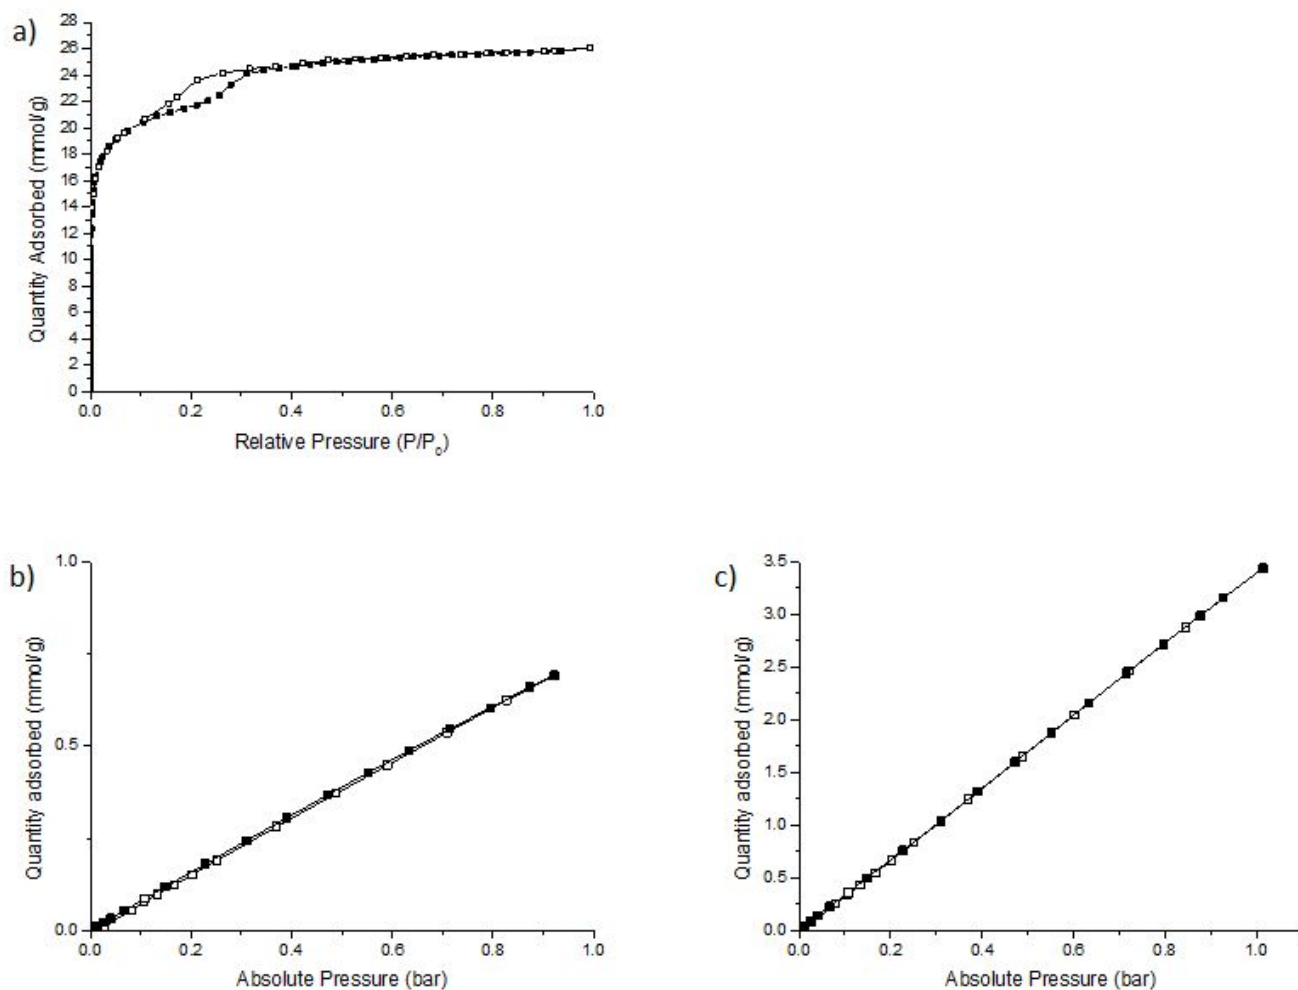 a)
28
26
24
22
20
18
16
14
12
10
8
6
4
2
0
Quantity Adsorbed (mmol/g)
0.0 0.2 0.4 0.6 0.8 1.0
Relative Pressure (P/P₀)
b)
1.0
0.5
0.0
Quantity adsorbed (mmol/g)
0.0 0.2 0.4 0.6 0.8 1.0
Absolute Pressure (bar)
c)
3.5
3.0
2.5
2.0
1.5
1.0
0.5
0.0
Quantity adsorbed (mmol/g)
0.0 0.2 0.4 0.6 0.8 1.0
Absolute Pressure (bar)